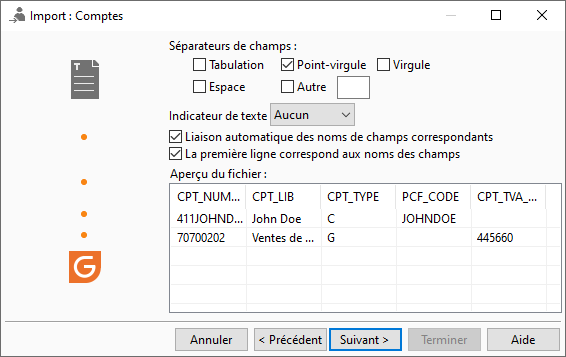 Import : Comptes
Séparateurs de champs :
Tabulation Point-virgule Virgule
Espace Autre
Indicateur de texte Aucun
Liaison automatique des noms de champs correspondants
La première ligne correspond aux noms des champs
Aperçu du fichier :
CPT_NUM... CPT_LIB CPT_TYPE PCF_CODE CPT_TVA_...
411JOHND... John Doe C JOHNDOE
70700202 Ventes de ... G 445660
Annuler < Précédent Suivant > Terminer Aide